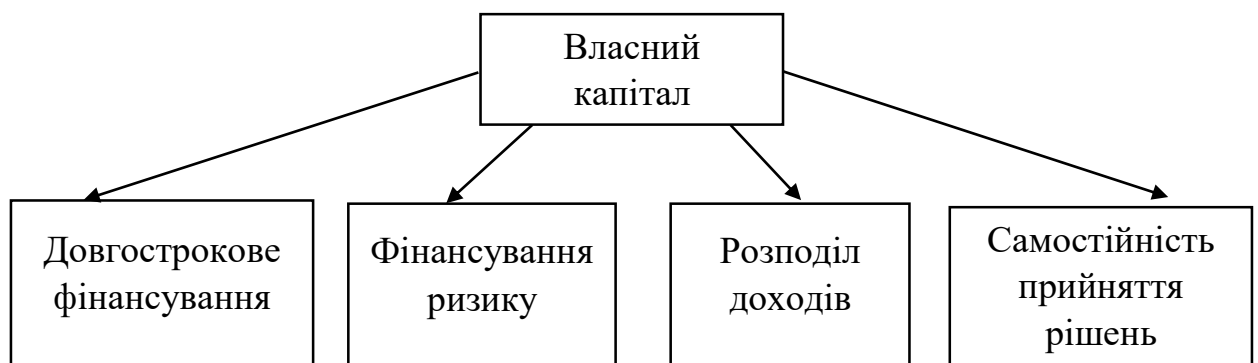 Власний
капітал
Довгострокове
фінансування
Фінансування
ризику
Розподіл
доходів
Самостійність
прийняття
рішень